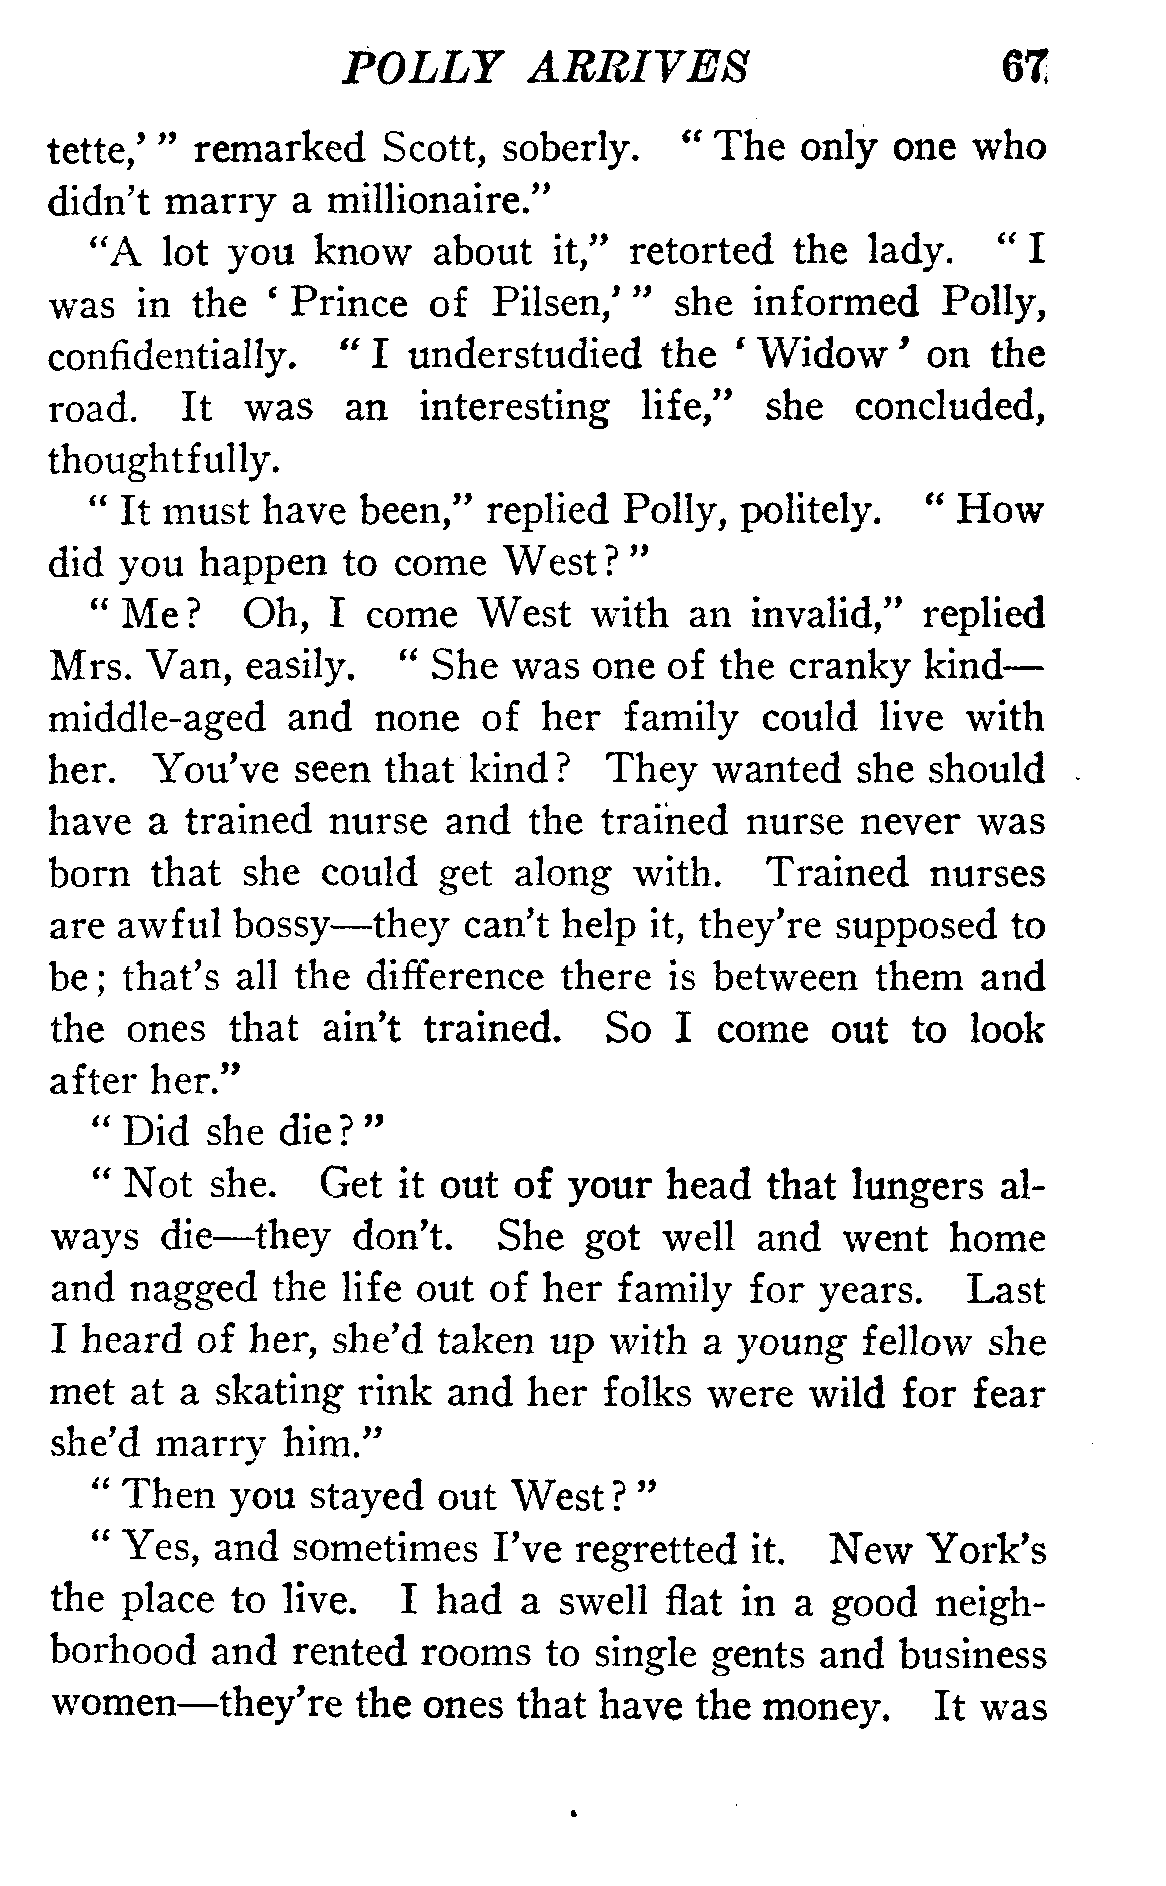 POLLY ARRIVES 67
tette,’ ” remarked Scott, soberly. “ The only one who
didn’t marry a millionaire.”
“A lot you know about it,” retorted the lady. “ I
was in the ‘ Prince of Pilsen,’ ” she informed Polly,
confidentially. “ I understudied the ‘ Widow ’ on the
road. It was an interesting life,” she concluded,
thoughtfully.
“ It must have been,” replied Polly, politely. “ How
did you happen to come West? ”
“ Me? Oh, I come West with an invalid,” replied
Mrs. Van, easily. “ She was one of the cranky kind—
middle-aged and none of her family could live with
her. You’ve seen that kind? They wanted she should
have a trained nurse and the trained nurse never was
born that she could get along with. Trained nurses
are awful bossy—they can’t help it, they’re supposed to
be; that’s all the difference there is between them and
the ones that ain’t trained. So I come out to look
after her.”
“ Did she die? ”
“ Not she. Get it out of your head that lungers al-
ways die—they don’t. She got well and went home
and nagged the life out of her family for years. Last
I heard of her, she’d taken up with a young fellow she
met at a skating rink and her folks were wild for fear
she’d marry him.”
“ Then you stayed out West? ”
“ Yes, and sometimes I’ve regretted it. New York’s
the place to live. I had a swell flat in a good neigh-
borhood and rented rooms to single gents and business
women—they’re the ones that have the money. It was